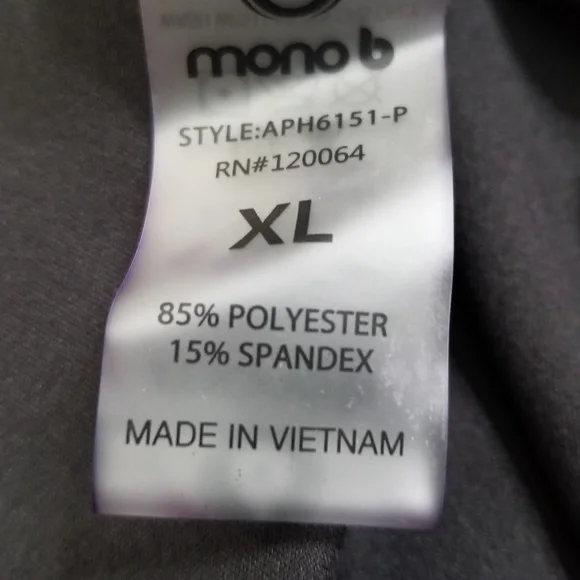 mono b
STYLE:APH6151-P
RN#120064
XL
85% POLYESTER
15% SPANDEX
MADE IN VIETNAM